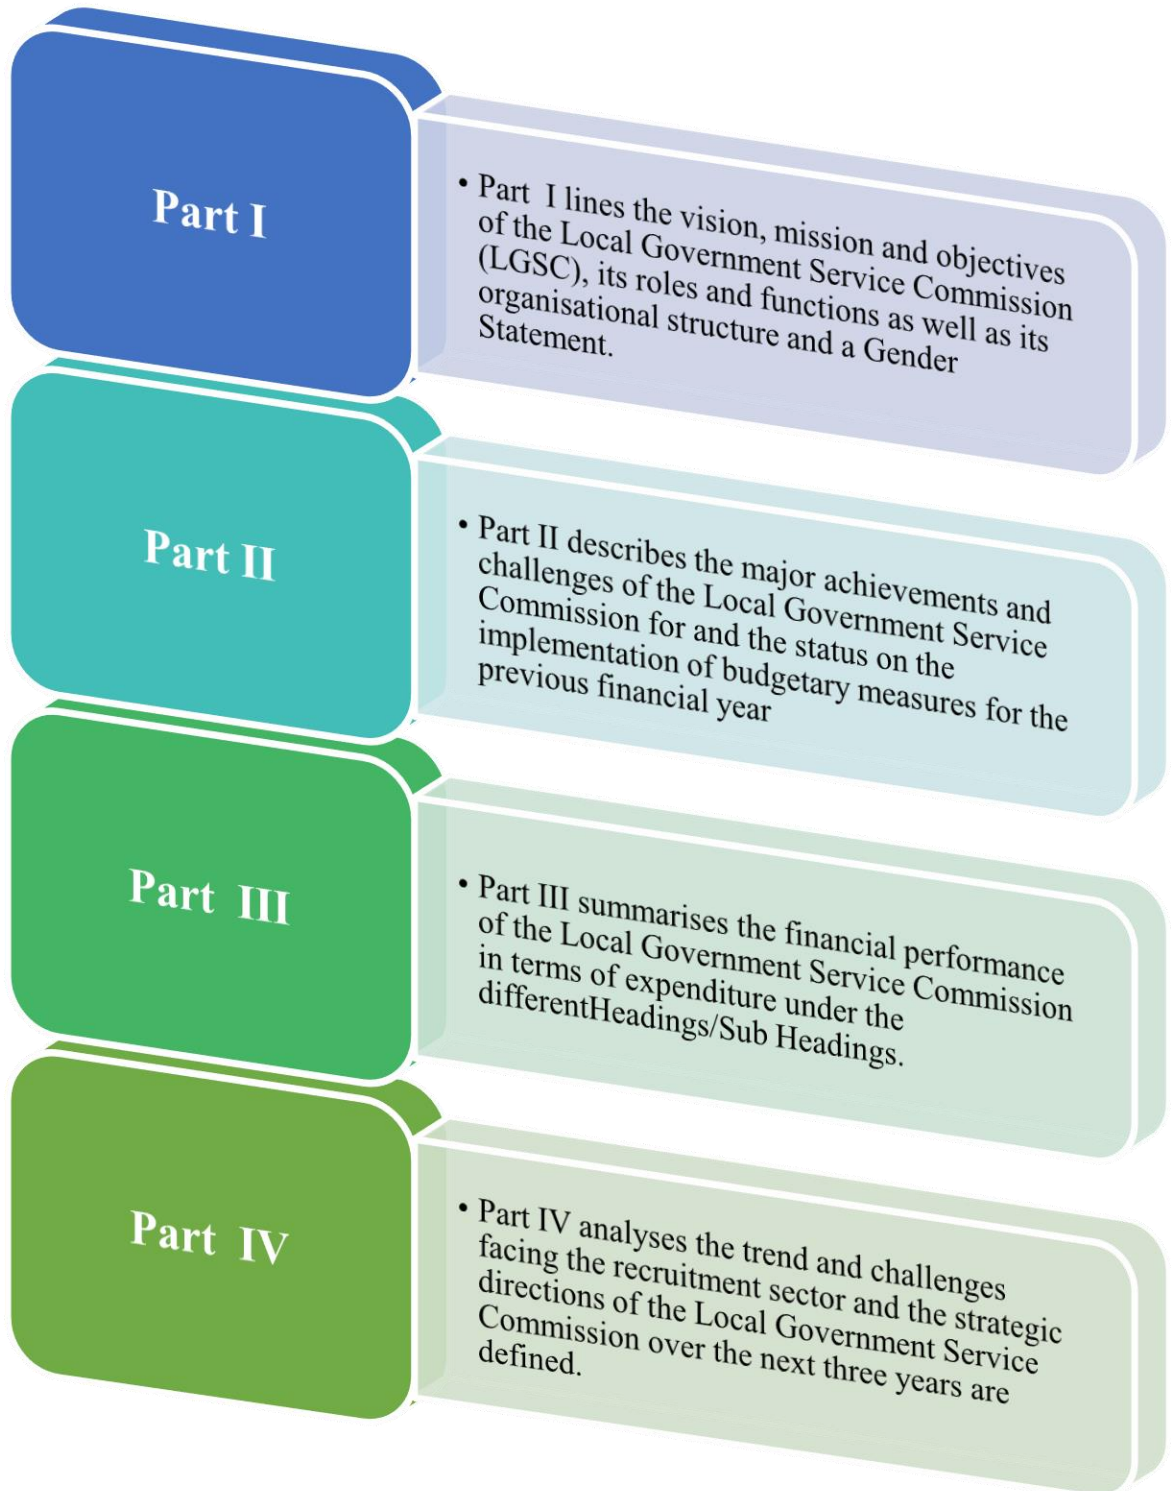 Part I
• Part I lines the vision, mission and objectives
of the Local Government Service Commission
(LGSC), its roles and functions as well as its
organisational structure and a Gender
Statement.
Part II
• Part II describes the major achievements and
challenges of the Local Government Service
Commission for and the status on the
implementation of budgetary measures for the
previous financial year
Part III
• Part III summarises the financial performance
of the Local Government Service Commission
in terms of expenditure under the
differentHeadings/Sub Headings.
Part IV
• Part IV analyses the trend and challenges
facing the recruitment sector and the strategic
directions of the Local Government Service
Commission over the next three years are
defined.